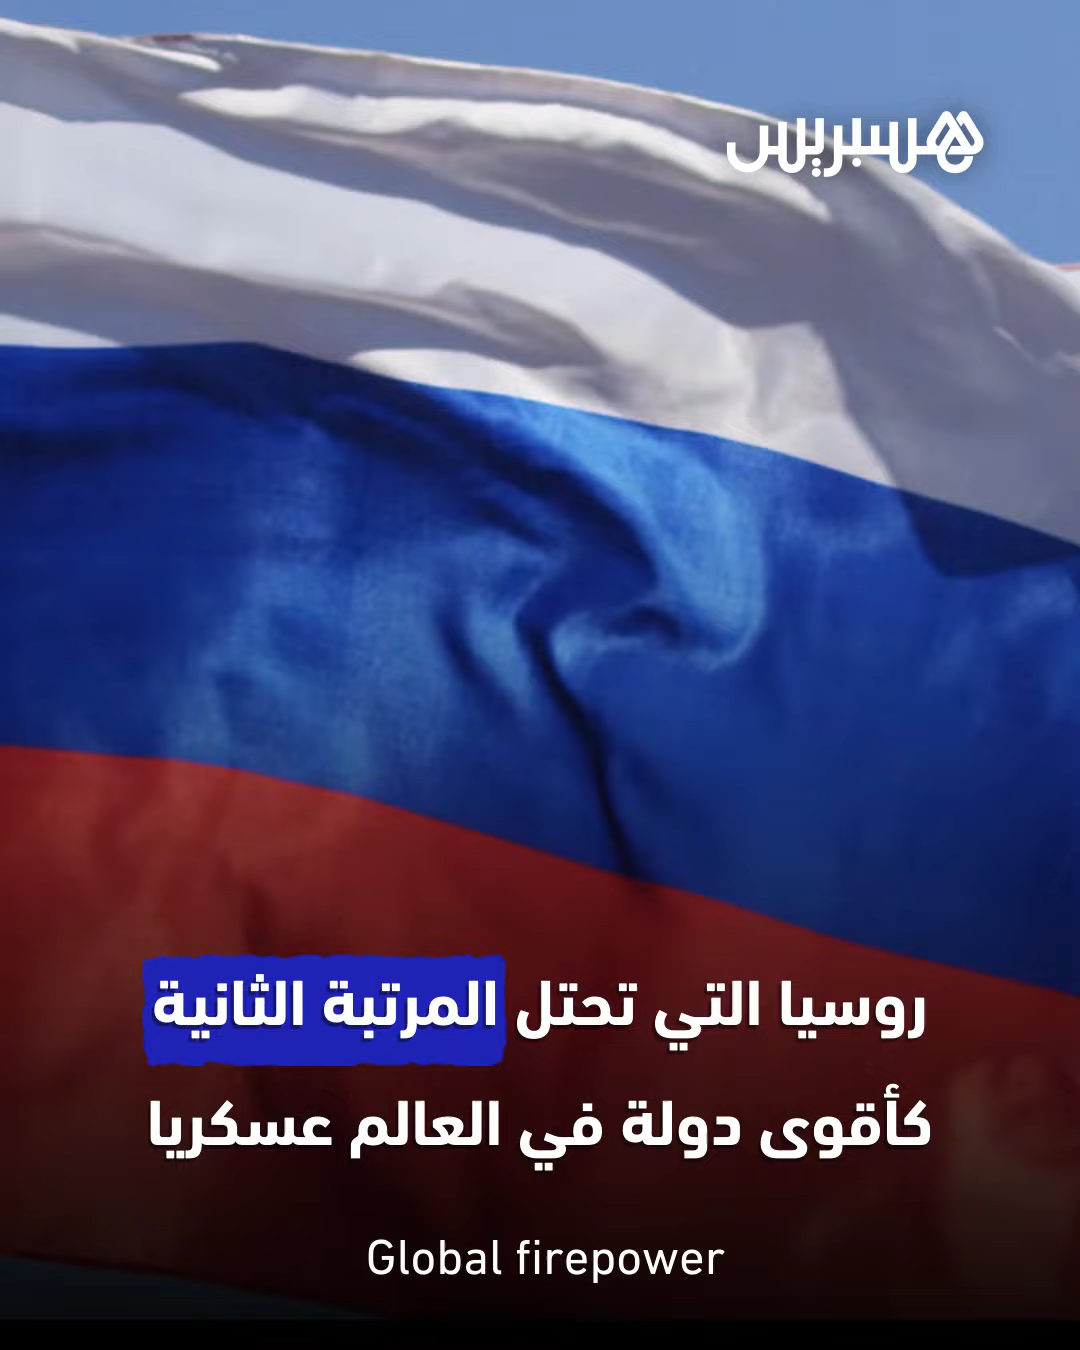 هسبريس
روسيا التي تحتل المرتبة الثانية
كأقوى دولة في العالم عسكريا
Global firepower